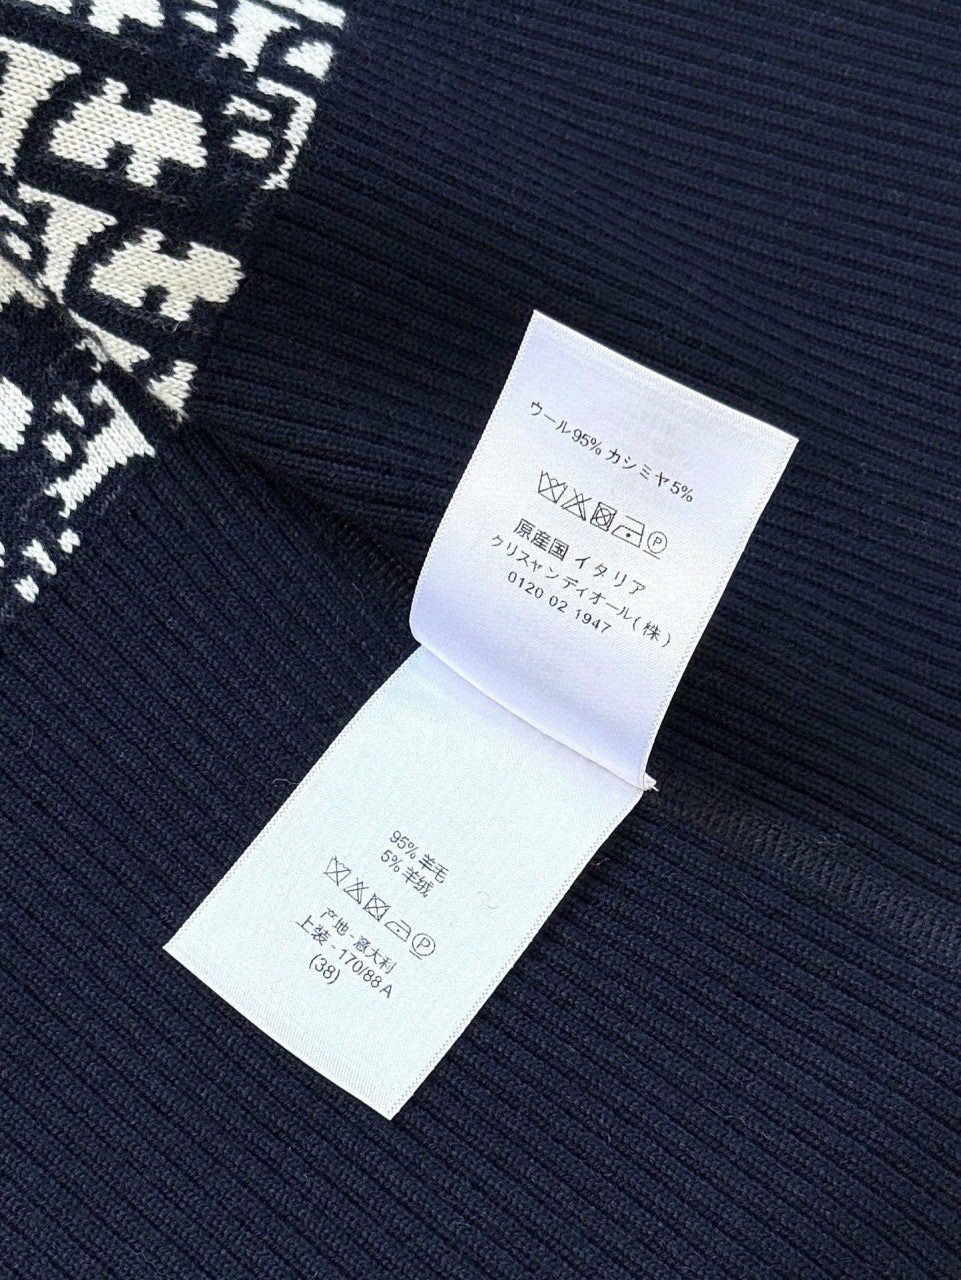 ウール95% カシミヤ5%
P
原産国 イタリア
クリスャンディオール(株)
0120 02 1947
95% 羊毛
5% 羊绒
P
产地-意大利
上装-170/88A
(38)